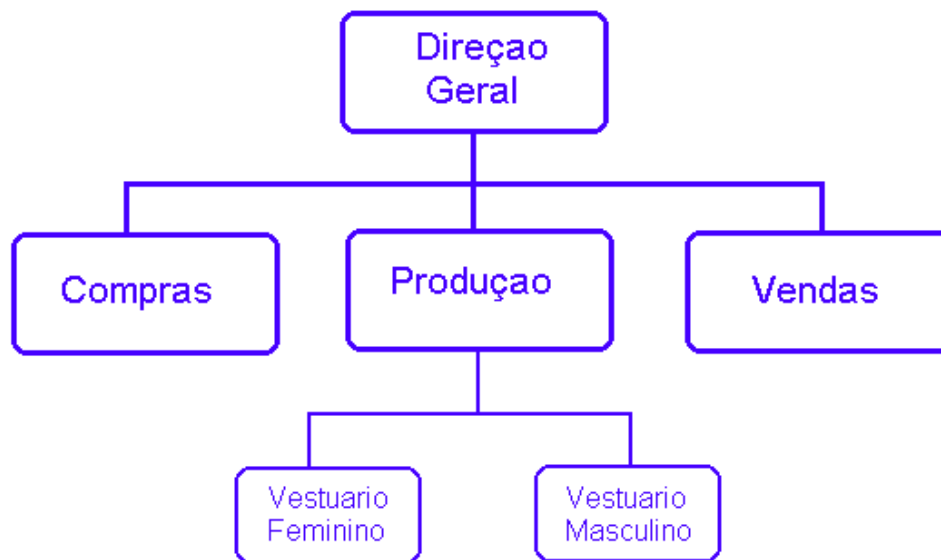 Direçao
Geral
Compras
Produçao
Vendas
Vestuario
Feminino
Vestuario
Masculino